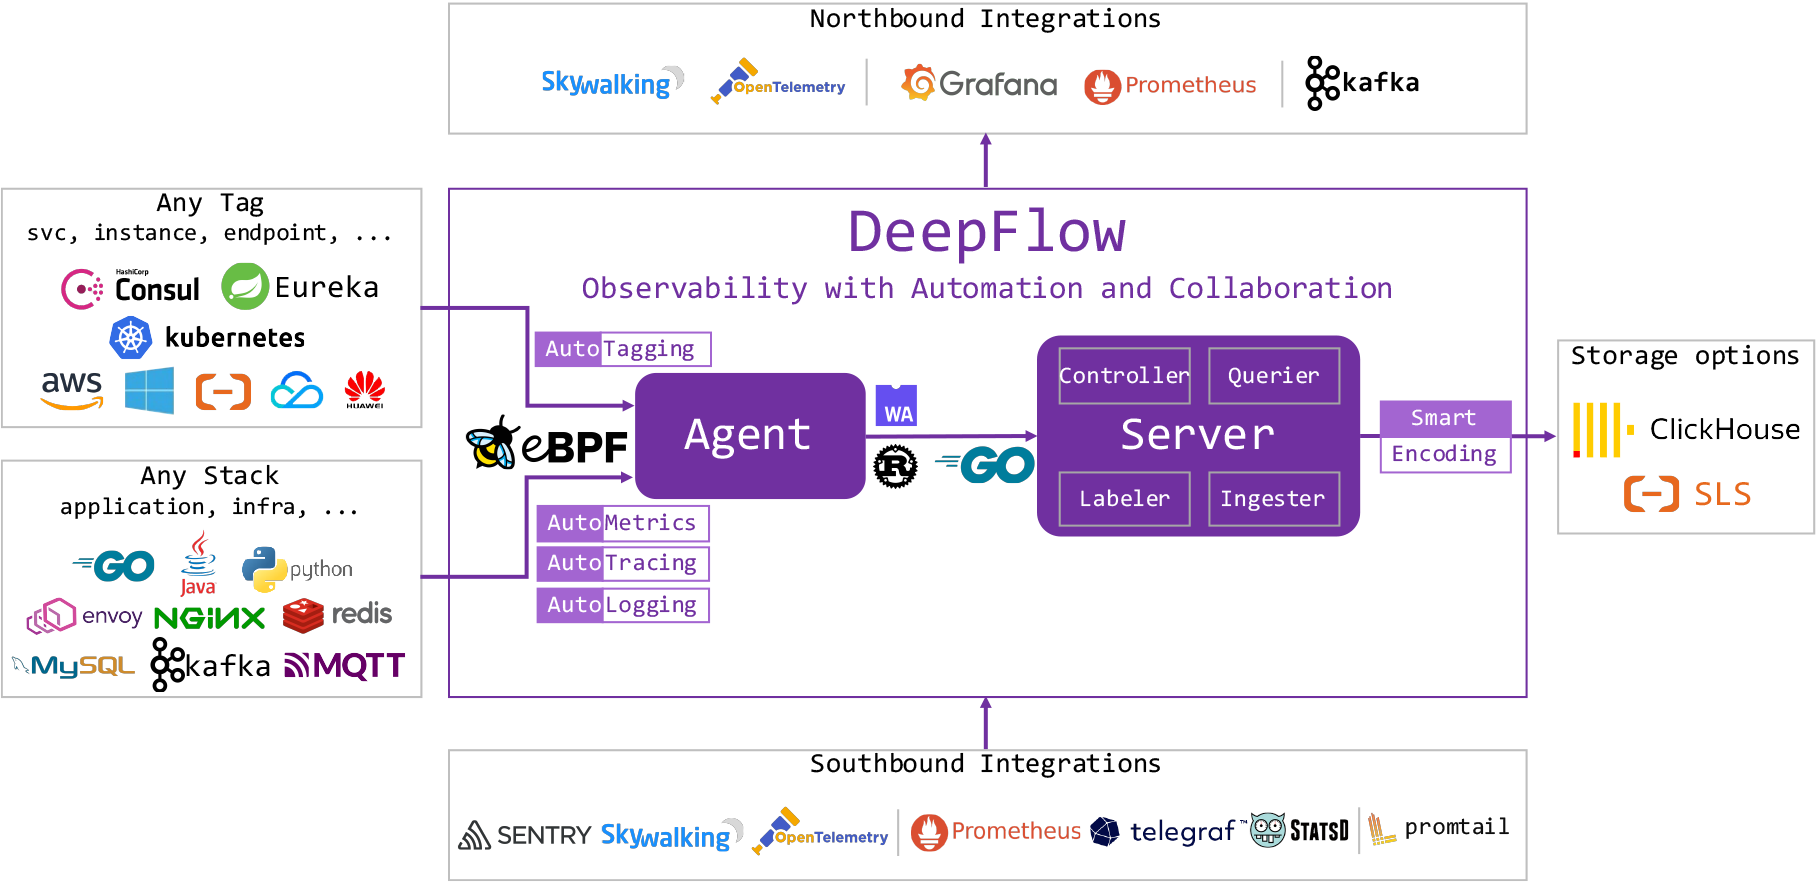 Northbound Integrations
Skywalking
OpenTelemetry
Grafana
Prometheus
kafka
Any Tag
svc, instance, endpoint, ...
HashiCorp
Consul
Eureka
kubernetes
aws
HUAWEI
Any Stack
application, infra, ...
GO
Java
python
envoy
NGINX
redis
MySQL
kafka
MQTT
DeepFlow
Observability with Automation and Collaboration
AutoTagging
eBPF
Agent
AutoMetrics
AutoTracing
AutoLogging
WA
R
GO
Controller
Querier
Server
Labeler
Ingester
Smart
Encoding
Storage options
ClickHouse
SLS
Southbound Integrations
SENTRY
Skywalking
OpenTelemetry
Prometheus
telegraf™
STATSD
promtail